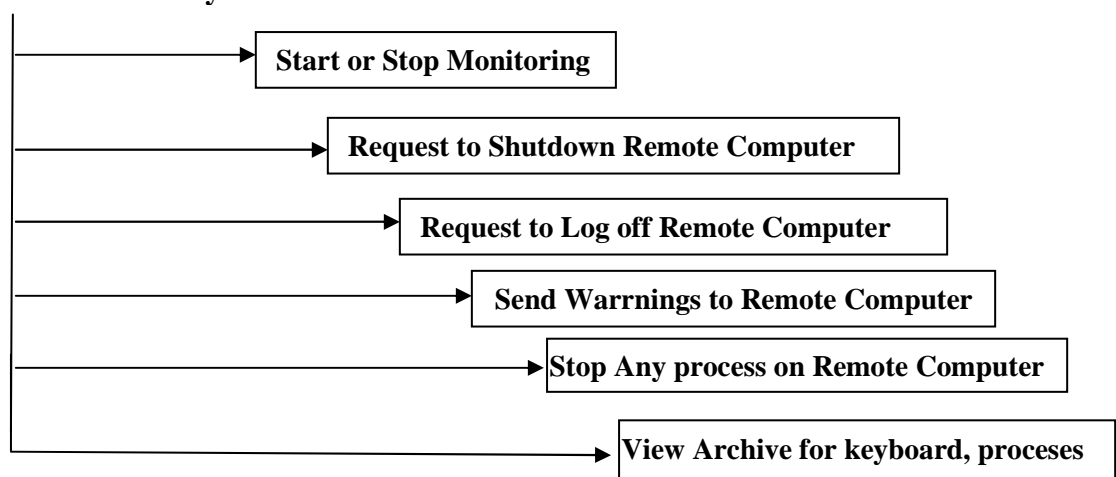 Start or Stop Monitoring
Request to Shutdown Remote Computer
Request to Log off Remote Computer
Send Warrnings to Remote Computer
Stop Any process on Remote Computer
View Archive for keyboard, proceses